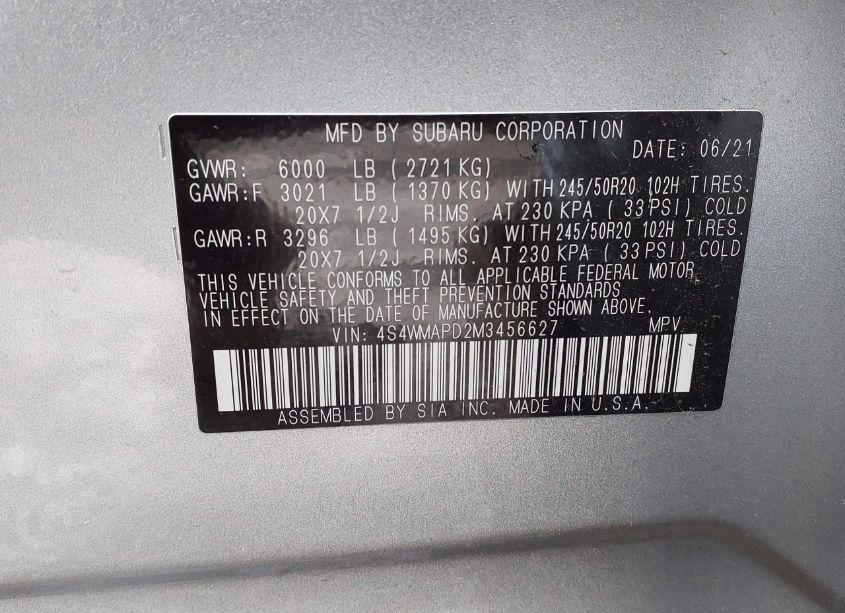 MFD BY SUBARU CORPORATION
DATE: 06/21
GVWR: 6000 LB ( 2721 KG)
GAWR:F 3021 LB ( 1370 KG) WITH 245/50R20 102H TIRES.
20X7 1/2J RIMS. AT 230 KPA ( 33 PSI) COLD
GAWR:R 3296 LB ( 1495 KG) WITH 245/50R20 102H TIRES.
20X7 1/2J RIMS. AT 230 KPA ( 33 PSI) COLD
THIS VEHICLE CONFORMS TO ALL APPLICABLE FEDERAL MOTOR
VEHICLE SAFETY AND THEFT PREVENTION STANDARDS
IN EFFECT ON THE DATE OF MANUFACTURE SHOWN ABOVE.
VIN: 4S4WMAPD2M3456627 MPV
ASSEMBLED BY SIA INC. MADE IN U.S.A.